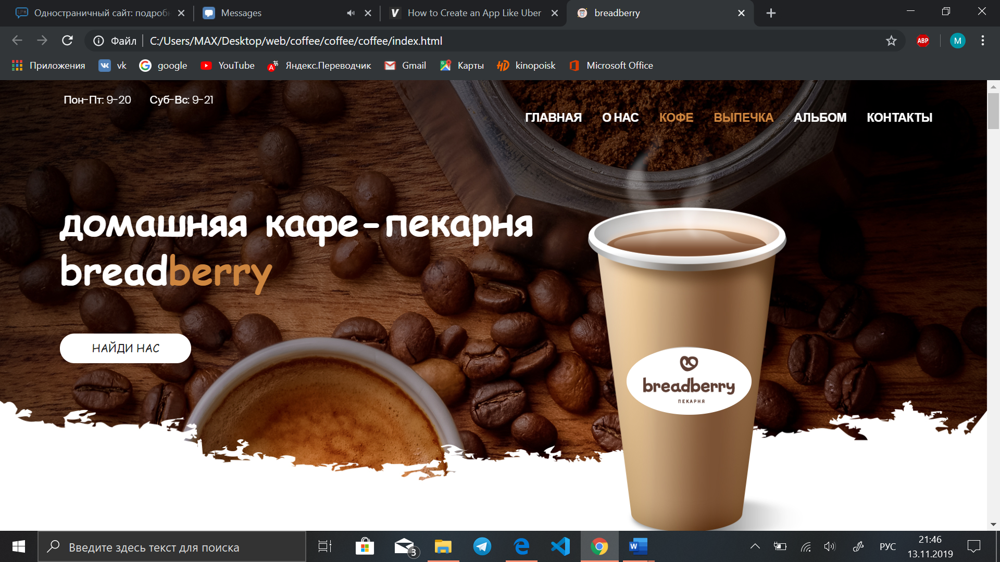 Одностраничный сайт: подробн
Messages
How to Create an App Like Uber
breadberry
Файл
C:/Users/MAX/Desktop/web/coffee/coffee/coffee/index.html
ABP
M
Приложения
vk
google
YouTube
Яндекс.Переводчик
Gmail
Карты
kinopoisk
Microsoft Office
Пон-Пт: 9-20 Суб-Вс: 9-21
ГЛАВНАЯ О НАС КОФЕ ВЫПЕЧКА АЛЬБОМ КОНТАКТЫ
домашняя кафе-пекарня
breadberry
НАЙДИ НАС
breadberry
ПЕКАРНЯ
Введите здесь текст для поиска
3
РУС
21:46
13.11.2019